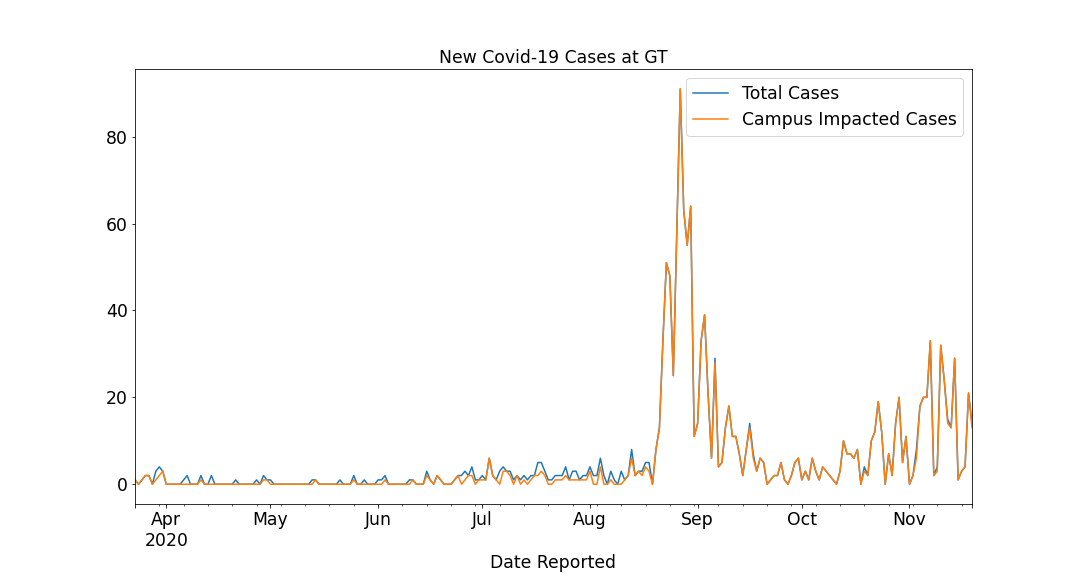 New Covid-19 Cases at GT
Total Cases
Campus Impacted Cases
80
60
40
20
0
Apr May Jun Jul Aug Sep Oct Nov
2020
Date Reported